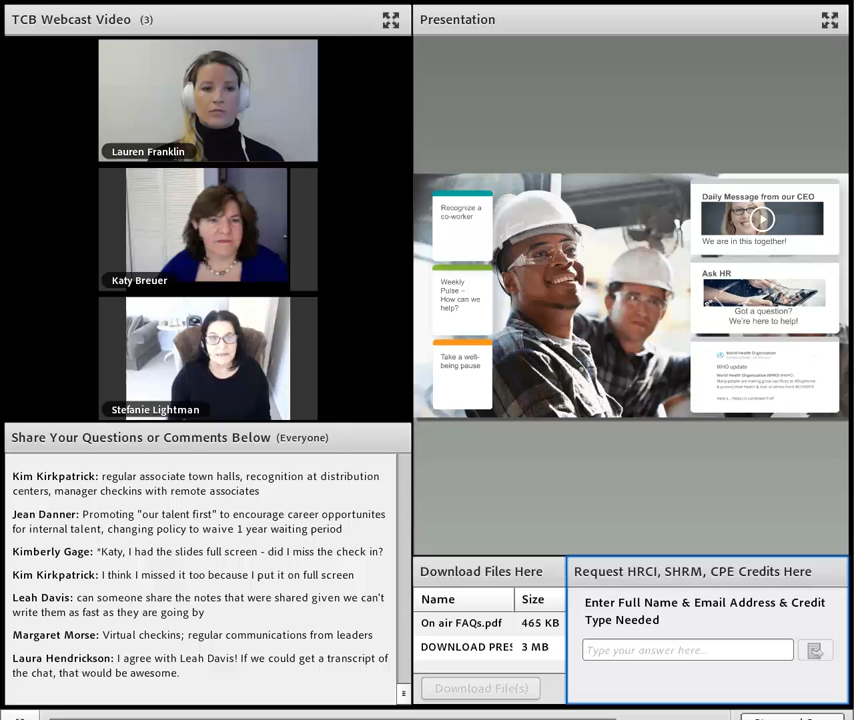 TCB Webcast Video (3)
Presentation
Lauren Franklin
Katy Breuer
Stefanie Lightman
Recognize a
co-worker
Weekly
Pulse –
How can we
help?
Take a well-
being pause
Daily Message from our CEO
We are in this together!
Ask HR
Got a question?
We're here to help!
World Health Organization
WHO update
Share Your Questions or Comments Below (Everyone)
Kim Kirkpatrick: regular associate town halls, recognition at distribution
centers, manager checkins with remote associates
Jean Danner: Promoting "our talent first" to encourage career opportunites
for internal talent, changing policy to waive 1 year waiting period
Kimberly Gage: *Katy, I had the slides full screen - did I miss the check in?
Kim Kirkpatrick: I think I missed it too because I put it on full screen
Leah Davis: can someone share the notes that were shared given we can't
write them as fast as they are going by
Margaret Morse: Virtual checkins; regular communications from leaders
Laura Hendrickson: I agree with Leah Davis! If we could get a transcript of
the chat, that would be awesome.
Download Files Here
Name Size
On air FAQs.pdf 465 KB
DOWNLOAD PRES 3 MB
Download File(s)
Request HRCI, SHRM, CPE Credits Here
Enter Full Name & Email Address & Credit
Type Needed
Type your answer here...